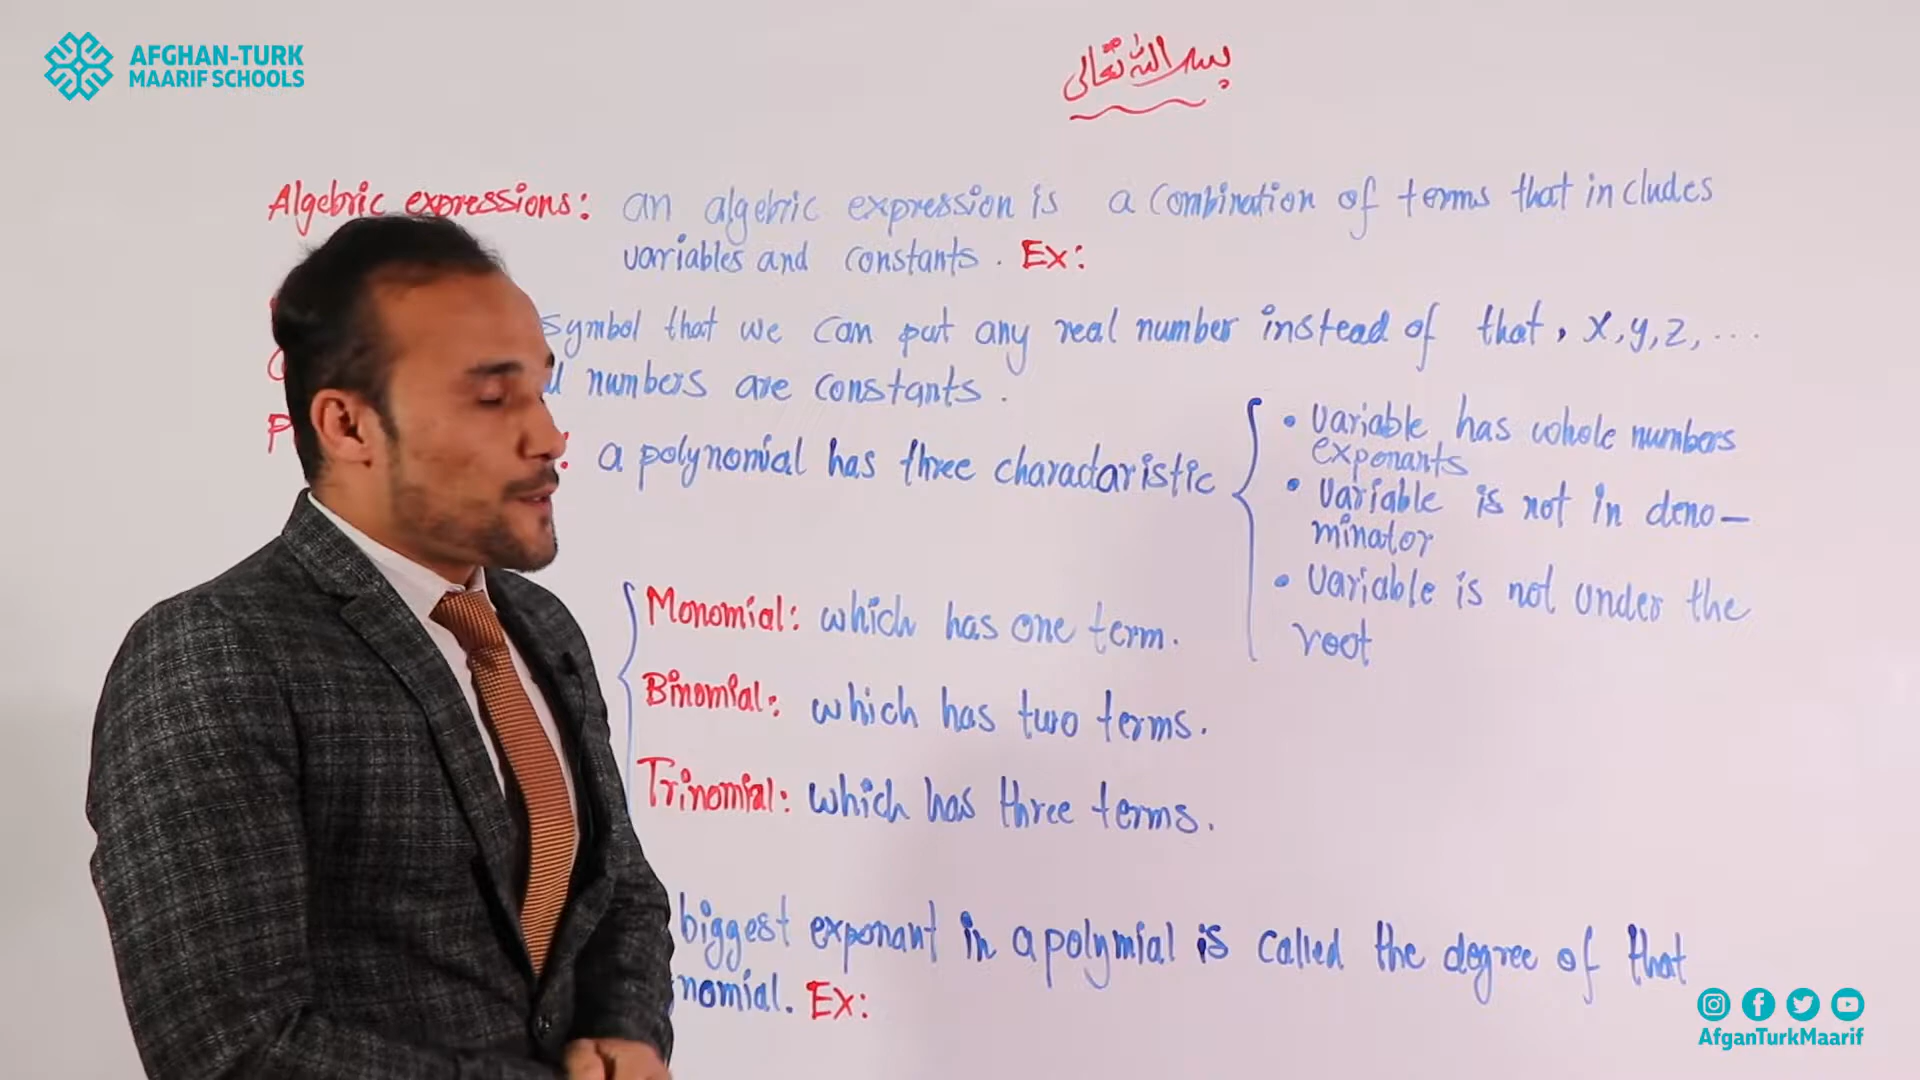 AFGHAN-TURK
MAARIF SCHOOLS
بسم الله تعالی
Algebric expressions: an algebric expression is a combination of terms that includes
variables and constants. Ex:
symbol that we can put any real number instead of that, x, y, z, ...
numbers are constants.
P : a polynomial has three charadaristic
• variable has whole numbers
exponants
• variable is not in deno-
minator
• variable is not under the
root
Monomial: which has one term.
Binomial: which has two terms.
Trinomial: which has three terms.
biggest exponant in a polymial is called the degree of that
nomial. Ex:
AfganTurkMaarif